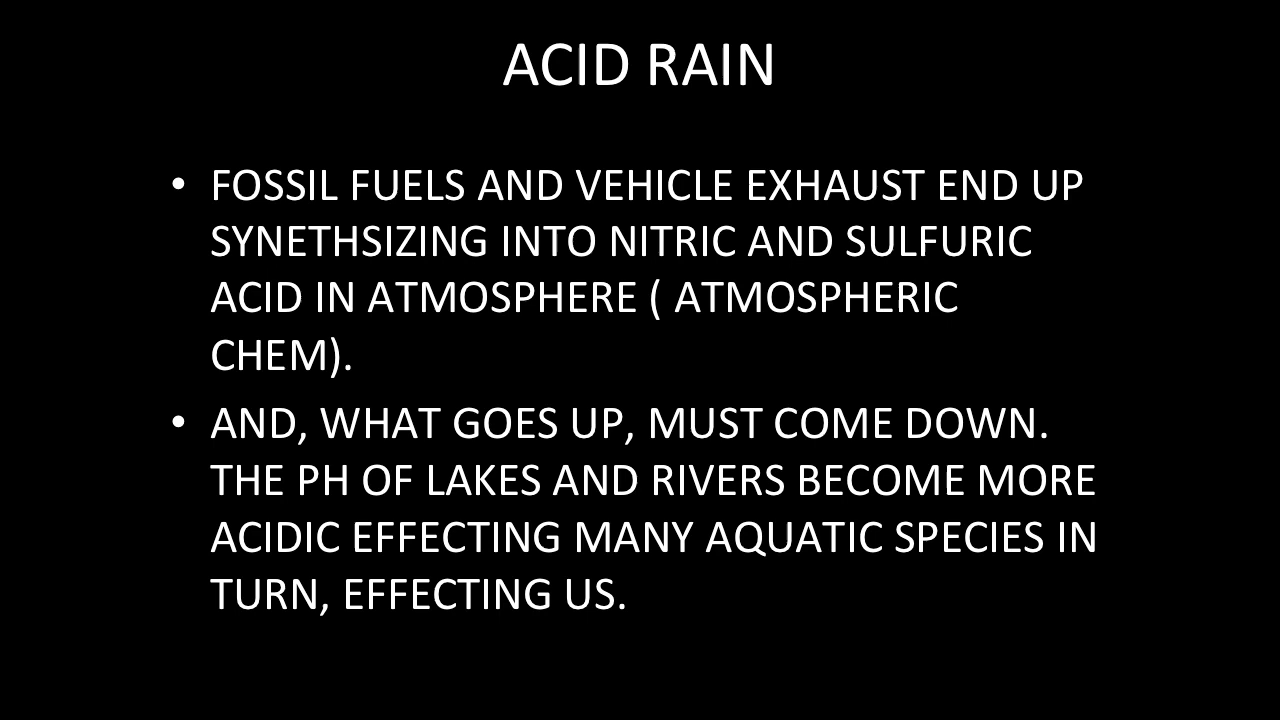 ACID RAIN
• FOSSIL FUELS AND VEHICLE EXHAUST END UP
SYNETHSIZING INTO NITRIC AND SULFURIC
ACID IN ATMOSPHERE ( ATMOSPHERIC
CHEM).
• AND, WHAT GOES UP, MUST COME DOWN.
THE PH OF LAKES AND RIVERS BECOME MORE
ACIDIC EFFECTING MANY AQUATIC SPECIES IN
TURN, EFFECTING US.